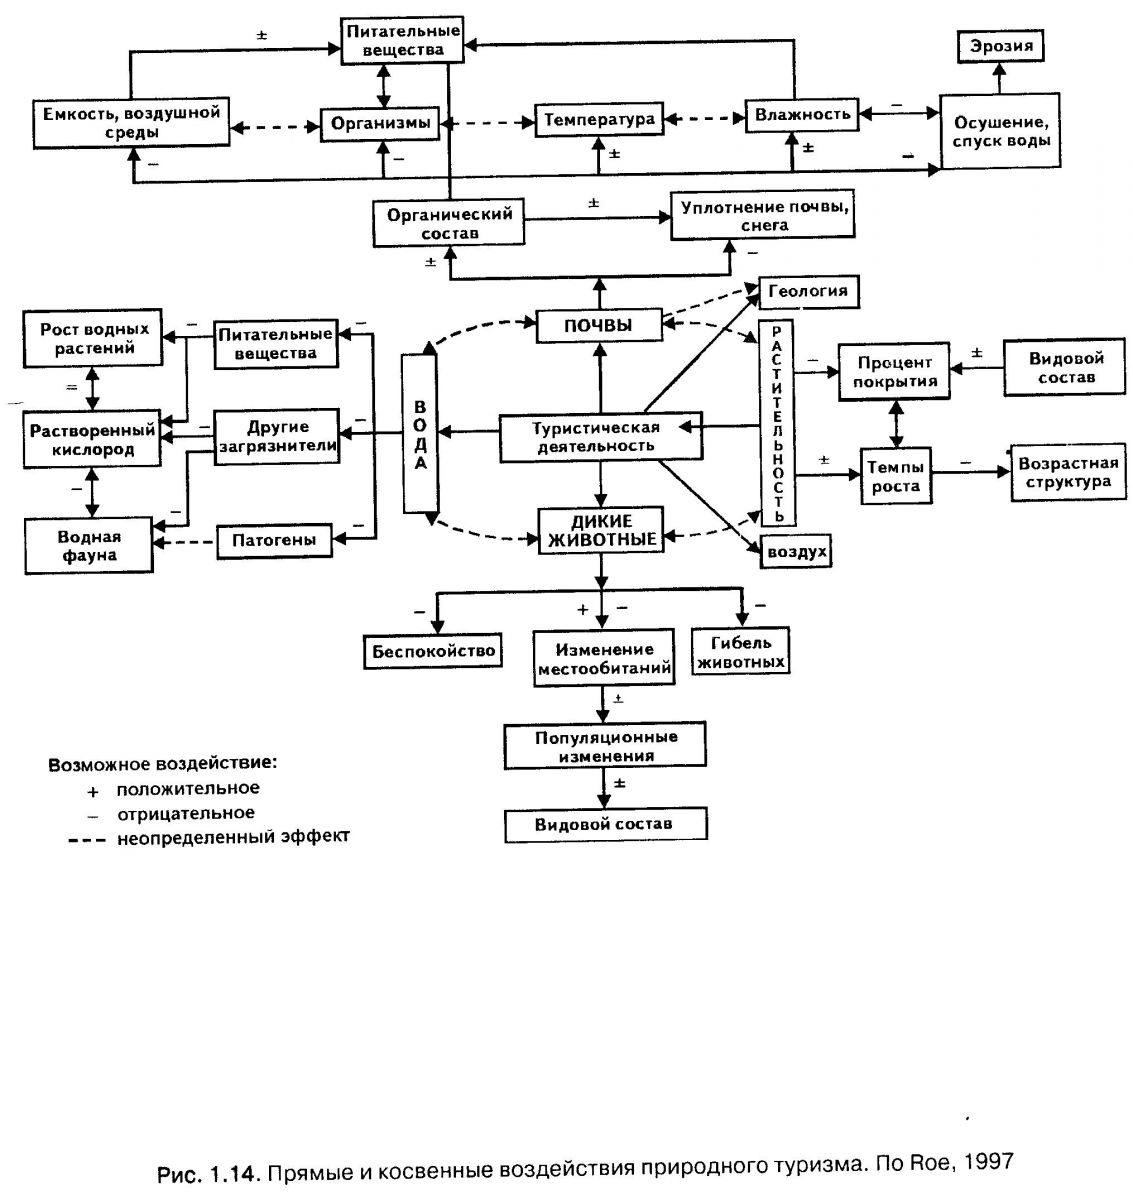 Питательные
вещества
±
Эрозия
Емкость, воздушной
среды
Организмы
Температура
Влажность
–
Осушение,
спуск воды
–
–
±
±
–
Органический
состав
±
Уплотнение почвы,
снега
±
–
Геология
ПОЧВЫ
Рост водных
растений
–
Питательные
вещества
–
=
Растворенный
кислород
–
Другие
загрязнители
–
ВОДА
Туристическая
деятельность
РАСТИТЕЛЬНОСТЬ
–
Процент
покрытия
±
Видовой
состав
±
Темпы
роста
–
Возрастная
структура
–
–
Водная
фауна
Патогены
–
ДИКИЕ
ЖИВОТНЫЕ
воздух
–
+
–
–
Беспокойство
Изменение
местообитаний
Гибель
животных
±
Популяционные
изменения
±
Видовой состав
Возможное воздействие:
+ положительное
– отрицательное
--- неопределенный эффект
Рис. 1.14. Прямые и косвенные воздействия природного туризма. По Roe, 1997